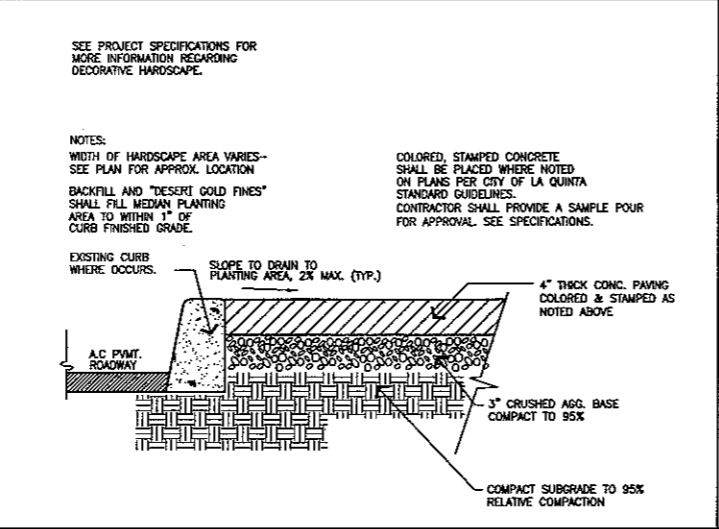 SEE PROJECT SPECIFICATIONS FOR
MORE INFORMATION REGARDING
DECORATIVE HARDSCAPE.
NOTES:
WIDTH OF HARDSCAPE AREA VARIES--
SEE PLAN FOR APPROX. LOCATION
BACKFILL AND "DESERT GOLD FINES"
SHALL FILL MEDIAN PLANTING
AREA TO WITHIN 1" OF
CURB FINISHED GRADE.
COLORED, STAMPED CONCRETE
SHALL BE PLACED WHERE NOTED
ON PLANS PER CITY OF LA QUINTA
STANDARD GUIDELINES.
CONTRACTOR SHALL PROVIDE A SAMPLE POUR
FOR APPROVAL. SEE SPECIFICATIONS.
EXISTING CURB
WHERE OCCURS.
SLOPE TO DRAIN TO
PLANTING AREA, 2% MAX. (TYP.)
4" THICK CONC. PAVING
COLORED & STAMPED AS
NOTED ABOVE
A.C PVMT.
ROADWAY
3" CRUSHED AGG. BASE
COMPACT TO 95%
COMPACT SUBGRADE TO 95%
RELATIVE COMPACTION